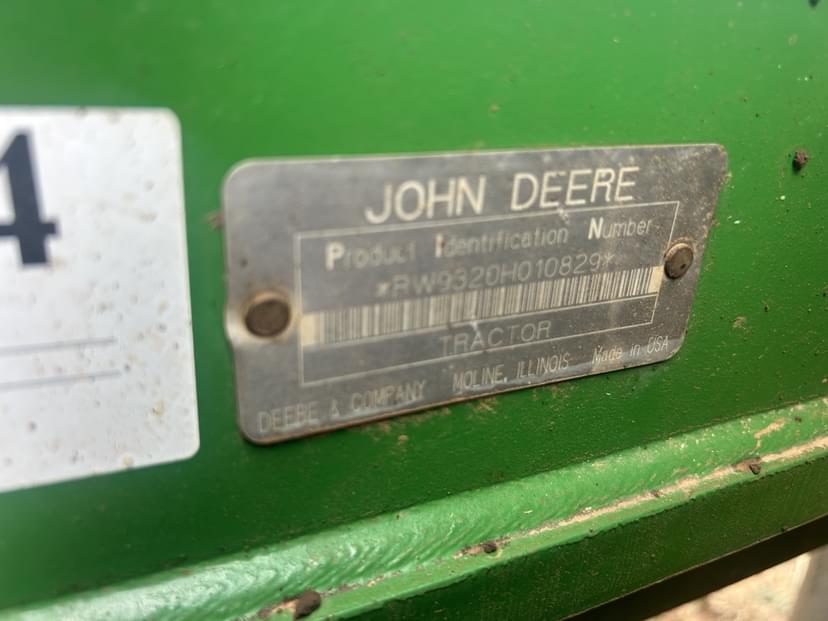 4
JOHN DEERE
Product Identification Number
*RW9320H010829*
TRACTOR
DEERE & COMPANY MOLINE, ILLINOIS Made in USA